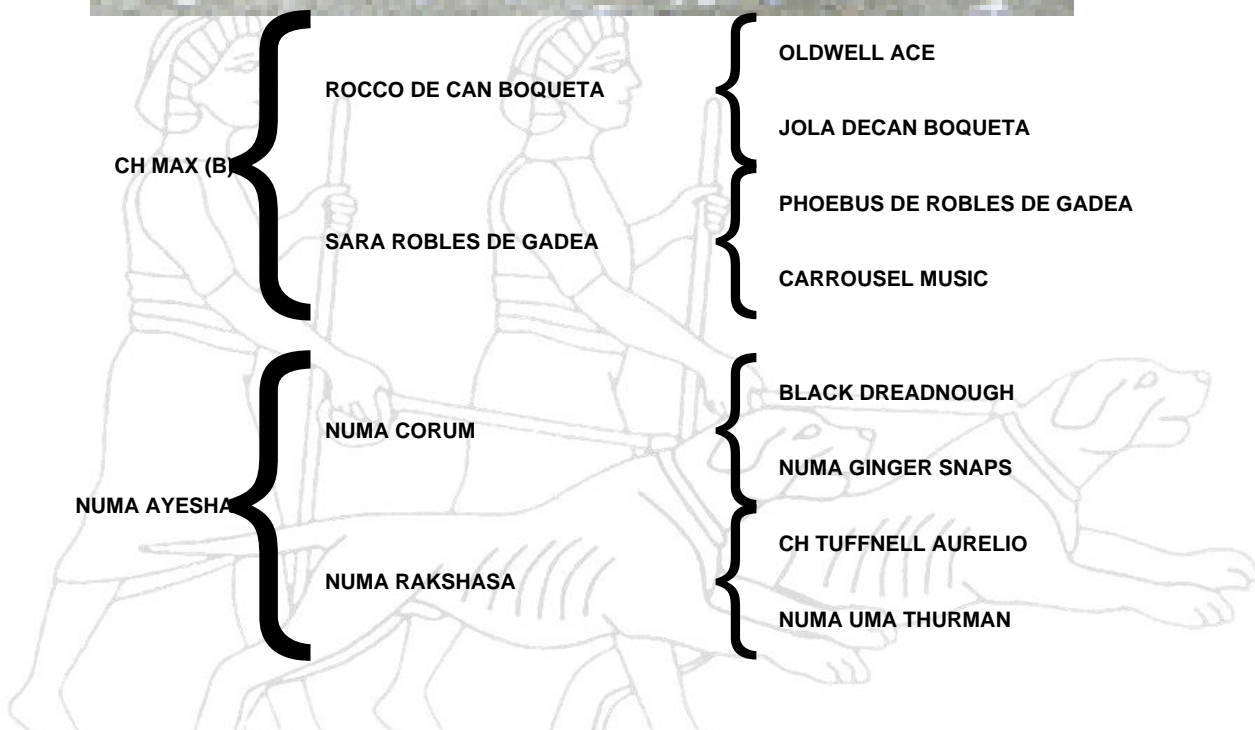 OLDWELL ACE
ROCCO DE CAN BOQUETA
JOLA DECAN BOQUETA
CH MAX (B)
PHOEBUS DE ROBLES DE GADEA
SARA ROBLES DE GADEA
CARROUSEL MUSIC
BLACK DREADNOUGH
NUMA CORUM
NUMA GINGER SNAPS
NUMA AYESHA
CH TUFFNELL AURELIO
NUMA RAKSHASA
NUMA UMA THURMAN